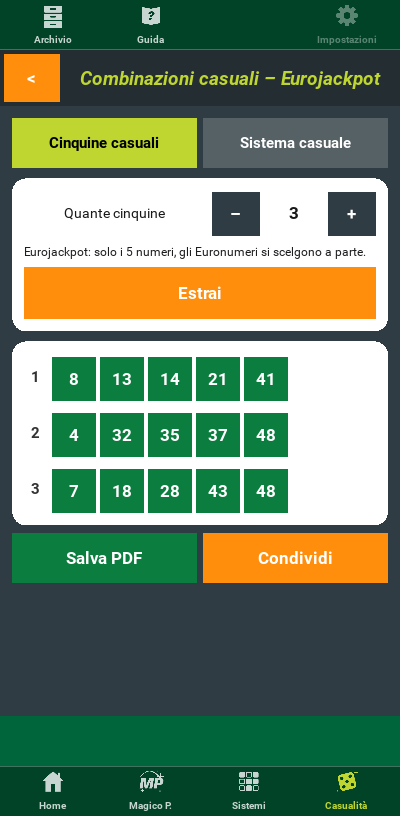 Archivio Guida Impostazioni
< Combinazioni casuali – Eurojackpot
Cinquine casuali Sistema casuale
Quante cinquine – 3 +
Eurojackpot: solo i 5 numeri, gli Euronumeri si scelgono a parte.
Estrai
1 8 13 14 21 41
2 4 32 35 37 48
3 7 18 28 43 48
Salva PDF Condividi
MP
Home Magico P. Sistemi Casualità